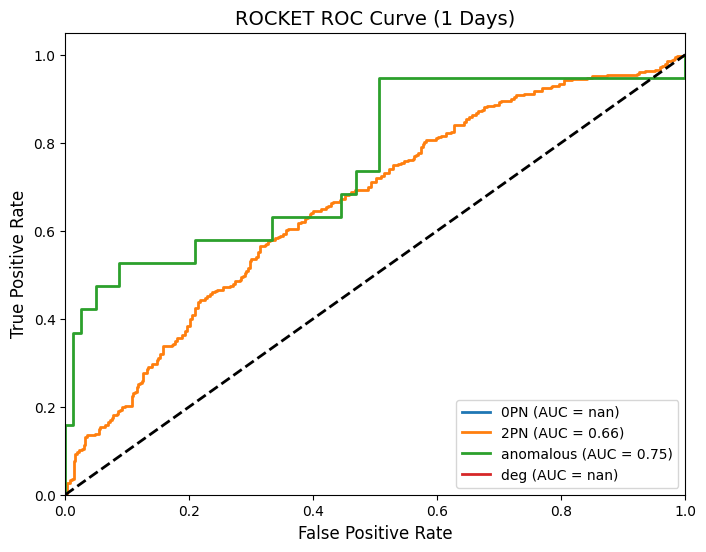 ROCKET ROC Curve (1 Days)
True Positive Rate
1.0
0.8
0.6
0.4
0.2
0.0
0.0 0.2 0.4 0.6 0.8 1.0
False Positive Rate
0PN (AUC = nan)
2PN (AUC = 0.66)
anomalous (AUC = 0.75)
deg (AUC = nan)